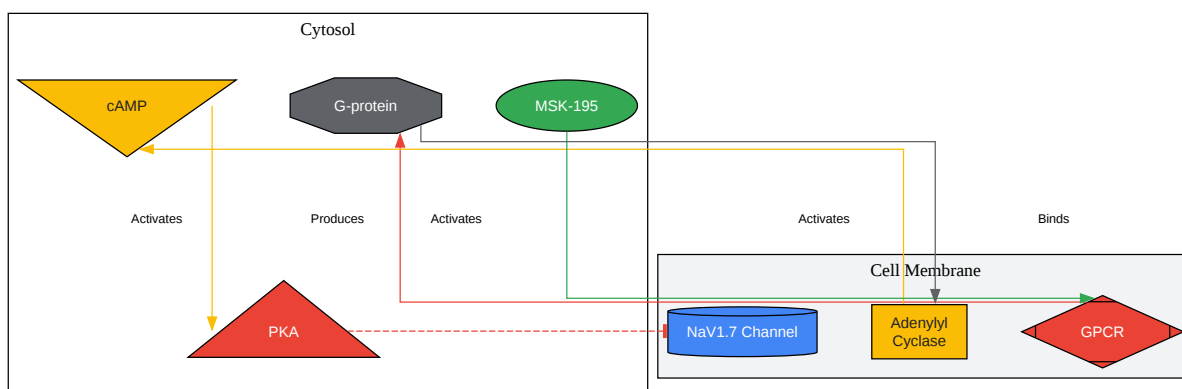 Cytosol
cAMP
G-protein
MSK-195
Activates
Produces
Activates
Activates
Binds
Cell Membrane
PKA
NaV1.7 Channel
Adenylyl
Cyclase
GPCR